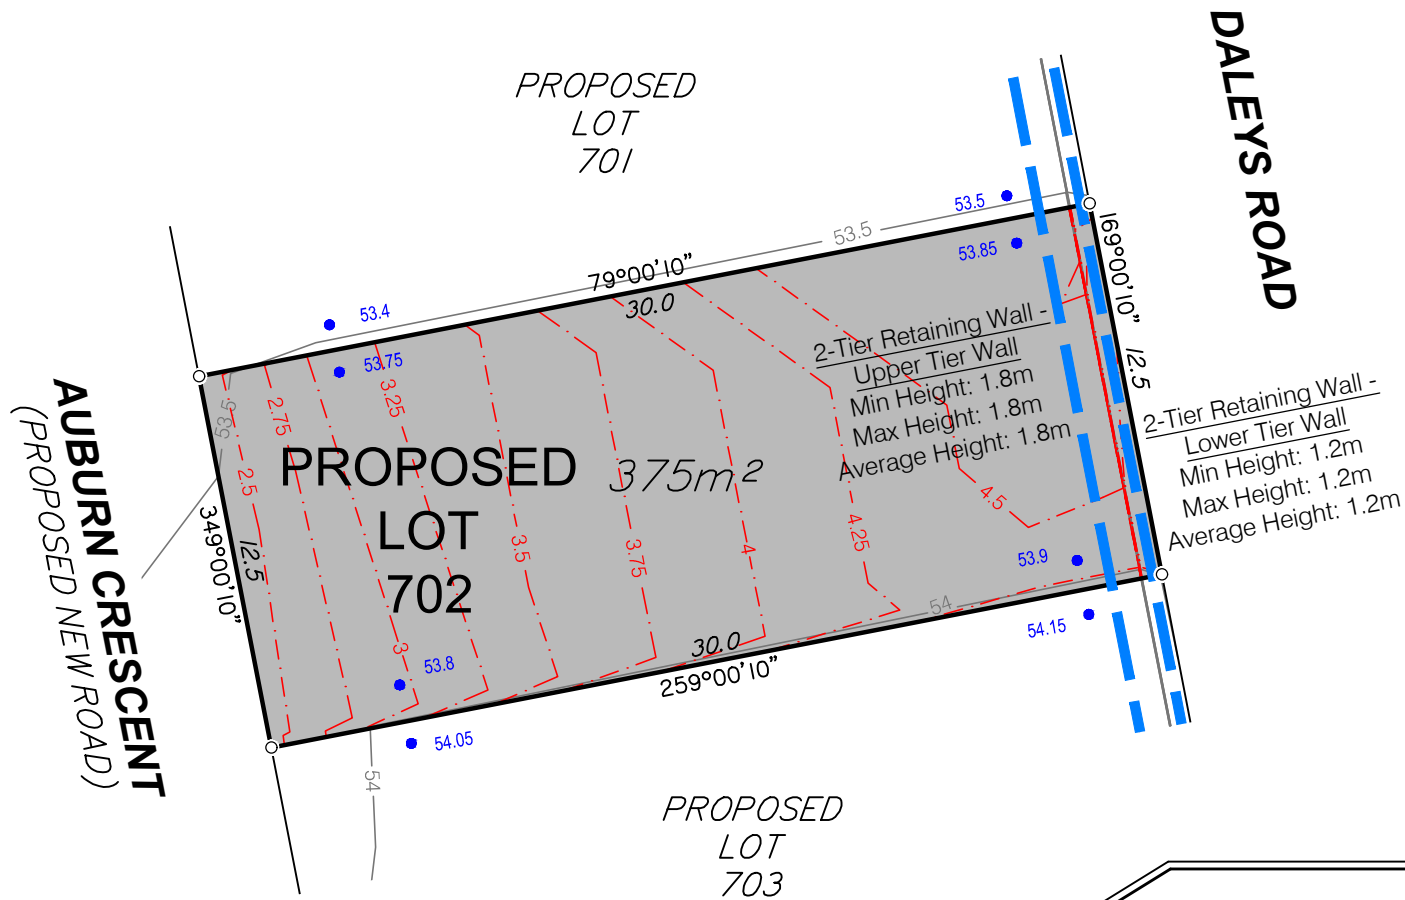 PROPOSED
LOT
701
DALEYS ROAD
53.5
53.5
53.85
169°00'10"
12.5
79°00'10"
30.0
53.4
53.75
53.5
2.5
2.75
3
3.25
3.5
3.75
4
4.25
4.5
2-Tier Retaining Wall -
Upper Tier Wall
Min Height: 1.8m
Max Height: 1.8m
Average Height: 1.8m
2-Tier Retaining Wall -
Lower Tier Wall
Min Height: 1.2m
Max Height: 1.2m
Average Height: 1.2m
PROPOSED
LOT
702
375m²
AUBURN CRESCENT
(PROPOSED NEW ROAD)
349°00'10"
12.5
53.9
54
54.15
53.8
30.0
259°00'10"
54.05
54
PROPOSED
LOT
703